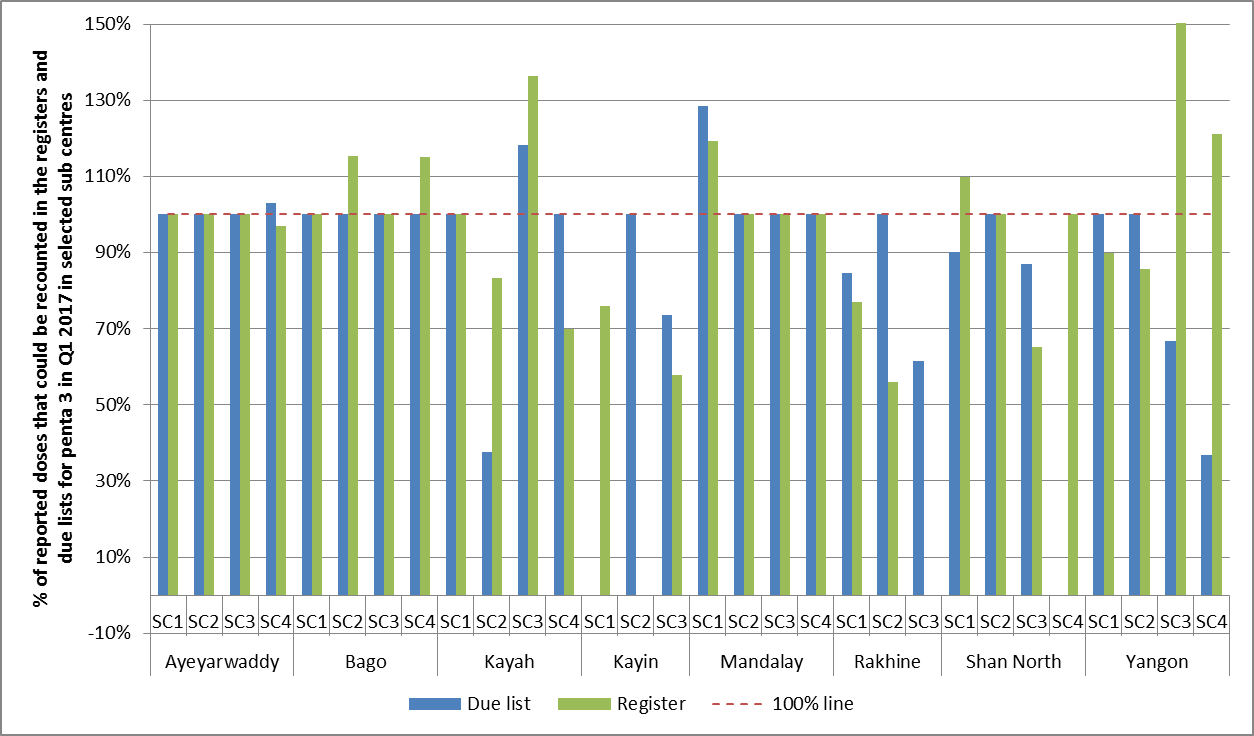 % of reported doses that could be recounted in the registers and
due lists for penta 3 in Q1 2017 in selected sub centres
150%
130%
110%
90%
70%
50%
30%
10%
-10%
SC1 SC2 SC3 SC4 SC1 SC2 SC3 SC4 SC1 SC2 SC3 SC4 SC1 SC2 SC3 SC1 SC2 SC3 SC4 SC1 SC2 SC3 SC1 SC2 SC3 SC4 SC1 SC2 SC3 SC4
Ayeyarwaddy Bago Kayah Kayin Mandalay Rakhine Shan North Yangon
Due list Register 100% line